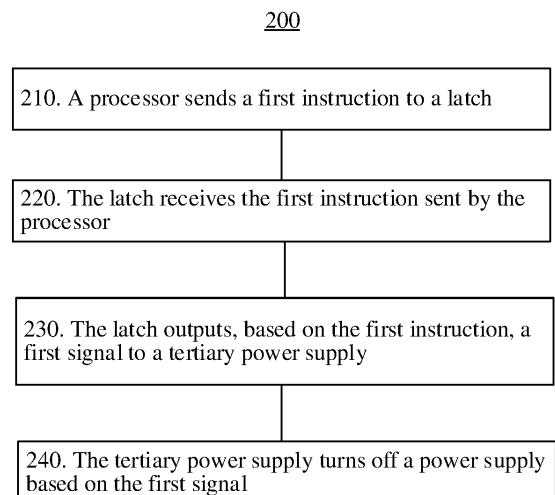 200
210. A processor sends a first instruction to a latch
220. The latch receives the first instruction sent by the
processor
230. The latch outputs, based on the first instruction, a
first signal to a tertiary power supply
240. The tertiary power supply turns off a power supply
based on the first signal